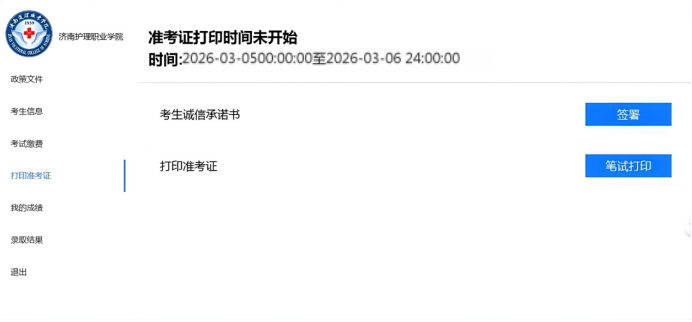 济南护理职业学院
准考证打印时间未开始
时间:2026-03-0500:00:00至2026-03-06 24:00:00
政策文件
考生信息
考试缴费
打印准考证
我的成绩
录取结果
退出
考生诚信承诺书
签署
打印准考证
笔试打印